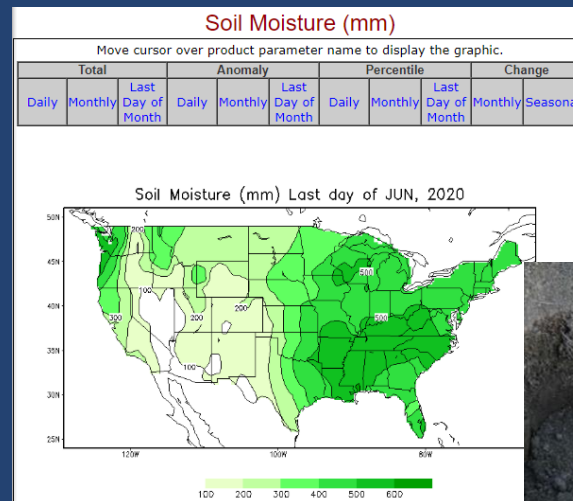 Soil Moisture (mm)
Move cursor over product parameter name to display the graphic.
Total Anomaly Percentile Change
Daily Monthly Last Day of Month Daily Monthly Last Day of Month Daily Monthly Last Day of Month Monthly Seasona
Soil Moisture (mm) Last day of JUN, 2020
50N
45N
40N
35N
30N
25N
200
500
100
200
200
300
500
100
120W 100W 80W
100 200 300 400 500 600